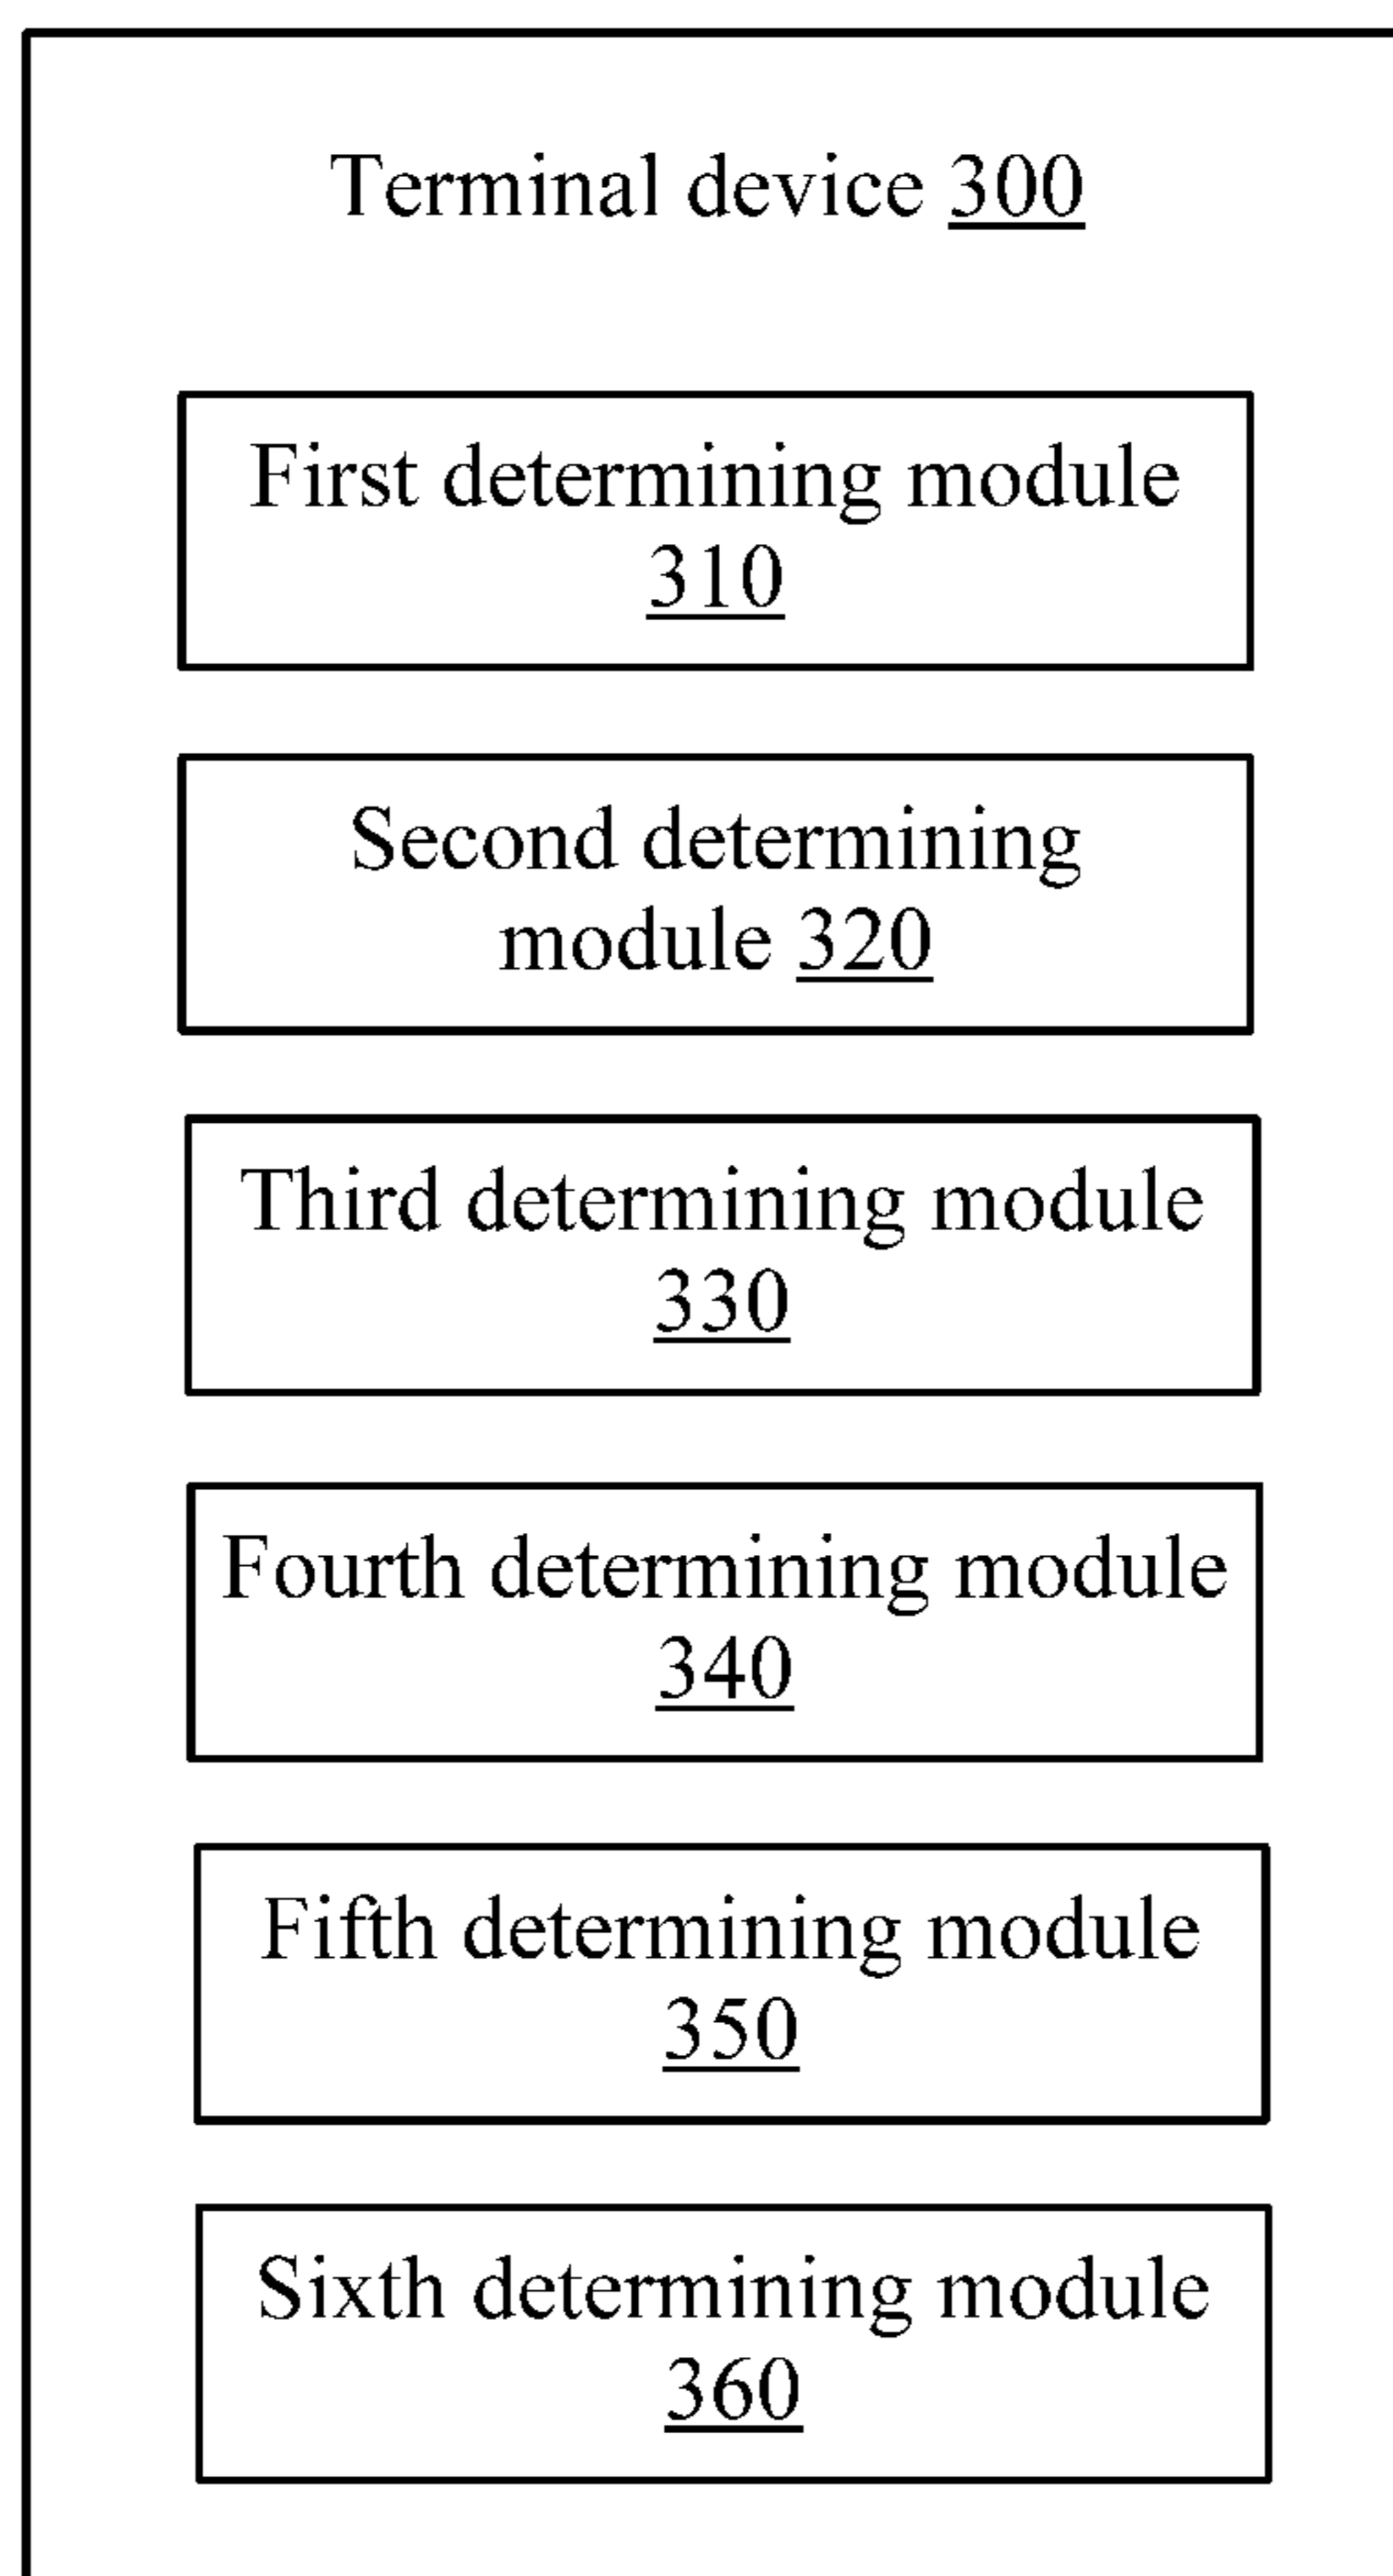 Terminal device 300
First determining module
310
Second determining
module 320
Third determining module
330
Fourth determining module
340
Fifth determining module
350
Sixth determining module
360